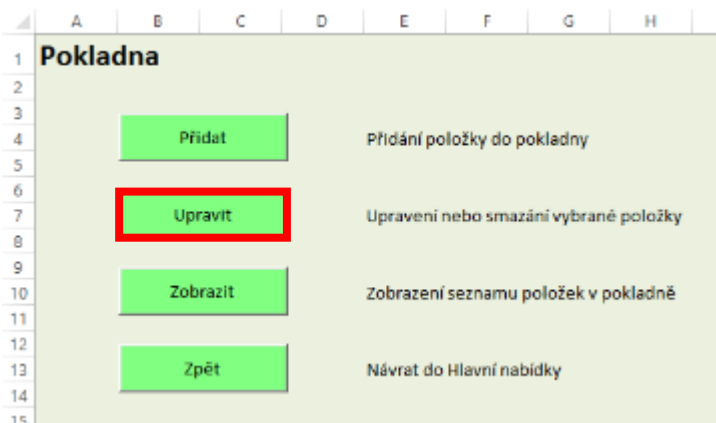 A B C D E F G H
1 Pokladna
2
3
4 Přidat Přidání položky do pokladny
5
6
7 Upravit Upravení nebo smazání vybrané položky
8
9
10 Zobrazit Zobrazení seznamu položek v pokladně
11
12
13 Zpět Návrat do Hlavní nabídky
14
15